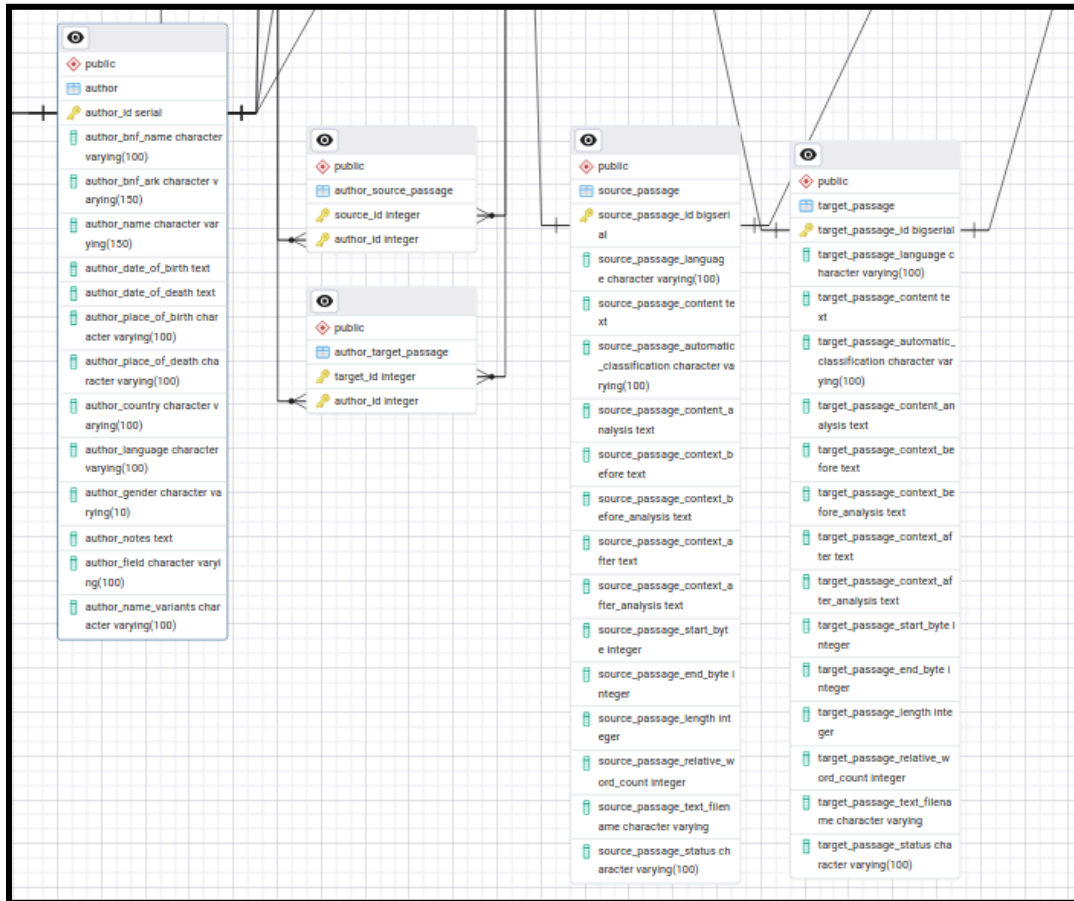 public
author
author_id serial
author_bnf_name character
varying(100)
author_bnf_ark character v
arying(150)
author_name character var
ying(150)
author_date_of_birth text
author_date_of_death text
author_place_of_birth char
acter varying(100)
author_place_of_death cha
racter varying(100)
author_country character v
arying(100)
author_language character
varying(100)
author_gender character va
rying(10)
author_notes text
author_field character varyi
ng(100)
author_name_variants char
acter varying(100)
public
author_source_passage
source_id integer
author_id integer
public
author_target_passage
target_id integer
author_id integer
public
source_passage
source_passage_id bigseri
al
source_passage_languag
e character varying(100)
source_passage_content te
xt
source_passage_automatic
_classification character va
rying(100)
source_passage_content_a
nalysis text
source_passage_context_b
efore text
source_passage_context_b
efore_analysis text
source_passage_context_a
fter text
source_passage_context_a
fter_analysis text
source_passage_start_byt
e integer
source_passage_end_byte i
nteger
source_passage_length int
eger
source_passage_relative_w
ord_count integer
source_passage_text_filen
ame character varying
source_passage_status ch
aracter varying(100)
public
target_passage
target_passage_id bigserial
target_passage_language c
haracter varying(100)
target_passage_content te
xt
target_passage_automatic_
classification character var
ying(100)
target_passage_content_an
alysis text
target_passage_context_be
fore text
target_passage_context_be
fore_analysis text
target_passage_context_af
ter text
target_passage_context_af
ter_analysis text
target_passage_start_byte i
nteger
target_passage_end_byte i
nteger
target_passage_length inte
ger
target_passage_relative_w
ord_count integer
target_passage_text_filena
me character varying
target_passage_status cha
racter varying(100)